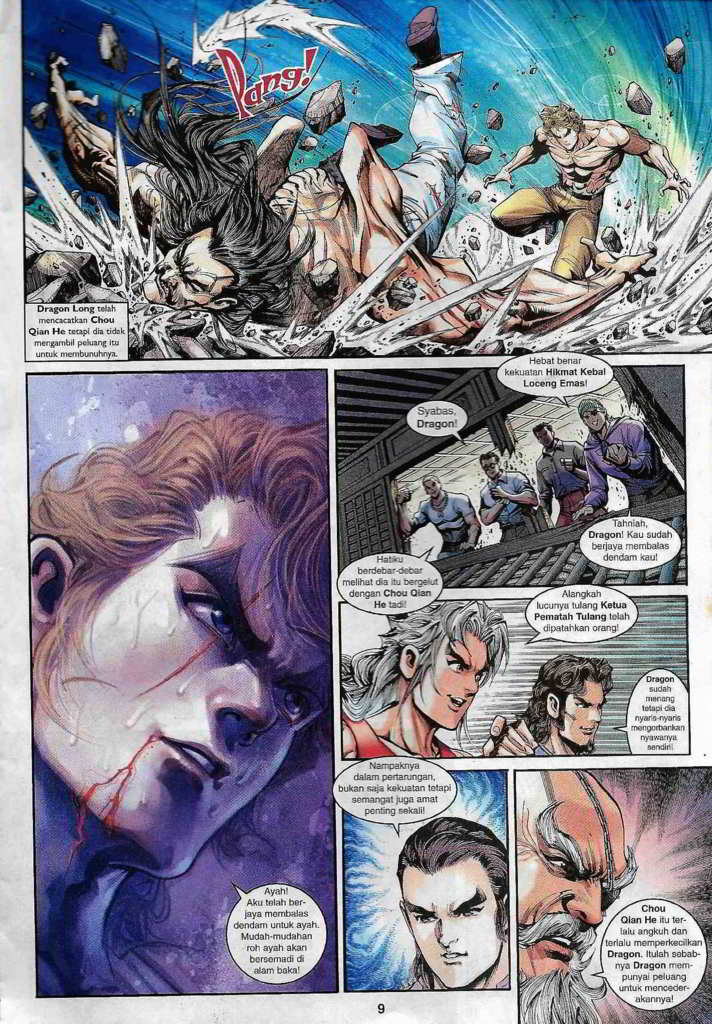 Pang!
Dragon Long telah
mencacatkan Chou
Qian He tetapi dia tidak
mengambil peluang itu
untuk membunuhnya.
Hebat benar
kekuatan Hikmat Kebal
Loceng Emas!
Syabas,
Dragon!
Tahniah,
Dragon! Kau sudah
berjaya membalas
dendam kau!
Hatiku
berdebar-debar
melihat dia itu bergelut
dengan Chou Qian
He tadi!
Alangkah
lucunya tulang Ketua
Pematah Tulang telah
dipatahkan orang!
Dragon
sudah
menang
tetapi dia
nyaris-nyaris
mengorbankan
nyawanya
sendiri!
Ayah!
Aku telah ber-
jaya membalas
dendam untuk ayah.
Mudah-mudahan
roh ayah akan
bersemadi di
alam baka!
Nampaknya
dalam pertarungan,
bukan saja kekuatan tetapi
semangat juga amat
penting sekali!
Chou
Qian He itu ter-
lalu angkuh dan
terlalu memperkecilkan
Dragon. Itulah sebab-
nya Dragon mem-
punyai peluang
untuk menceder-
akannya!
9